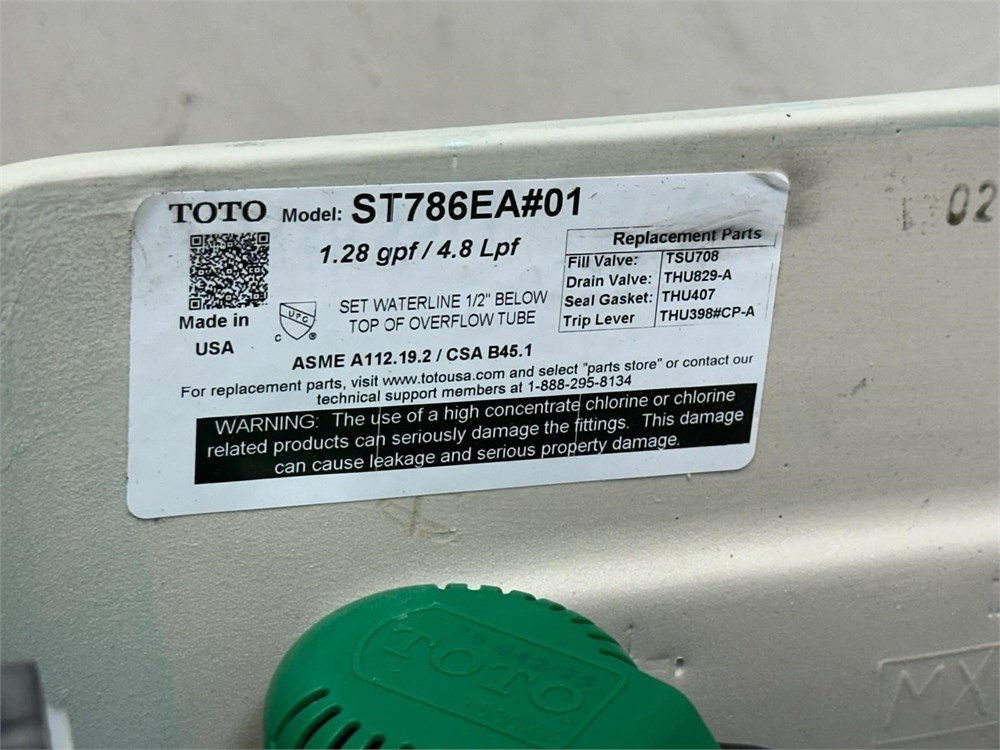 TOTO Model: ST786EA#01
1.28 gpf / 4.8 Lpf
Made in
USA
UPC
C ®
SET WATERLINE 1/2" BELOW
TOP OF OVERFLOW TUBE
Replacement Parts
Fill Valve: TSU708
Drain Valve: THU829-A
Seal Gasket: THU407
Trip Lever THU398#CP-A
ASME A112.19.2 / CSA B45.1
For replacement parts, visit www.totousa.com and select "parts store" or contact our
technical support members at 1-888-295-8134
WARNING: The use of a high concentrate chlorine or chlorine
related products can seriously damage the fittings. This damage
can cause leakage and serious property damage.
02
TOTO
MX